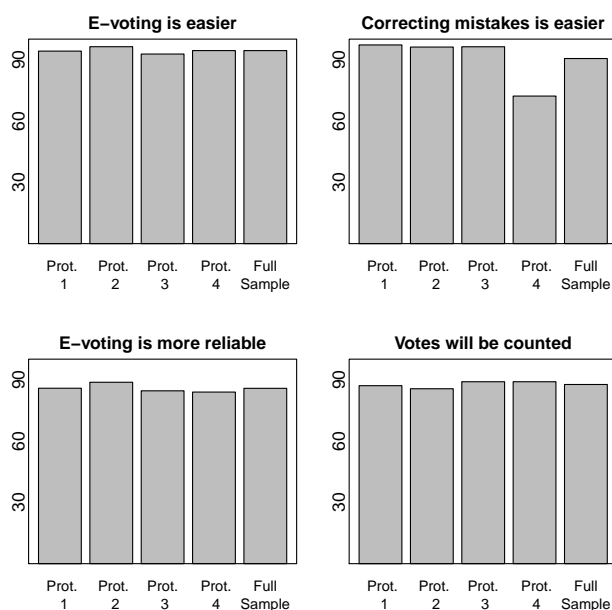 E−voting is easier
90
60
30
Prot. 1
Prot. 2
Prot. 3
Prot. 4
Full Sample
Correcting mistakes is easier
90
60
30
Prot. 1
Prot. 2
Prot. 3
Prot. 4
Full Sample
E−voting is more reliable
90
60
30
Prot. 1
Prot. 2
Prot. 3
Prot. 4
Full Sample
Votes will be counted
90
60
30
Prot. 1
Prot. 2
Prot. 3
Prot. 4
Full Sample